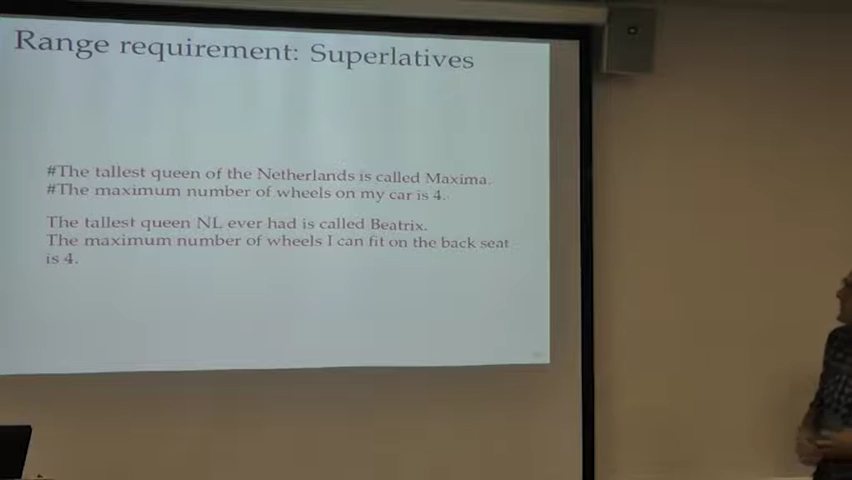 Range requirement: Superlatives
#The tallest queen of the Netherlands is called Maxima.
#The maximum number of wheels on my car is 4.
The tallest queen NL ever had is called Beatrix.
The maximum number of wheels I can fit on the back seat
is 4.